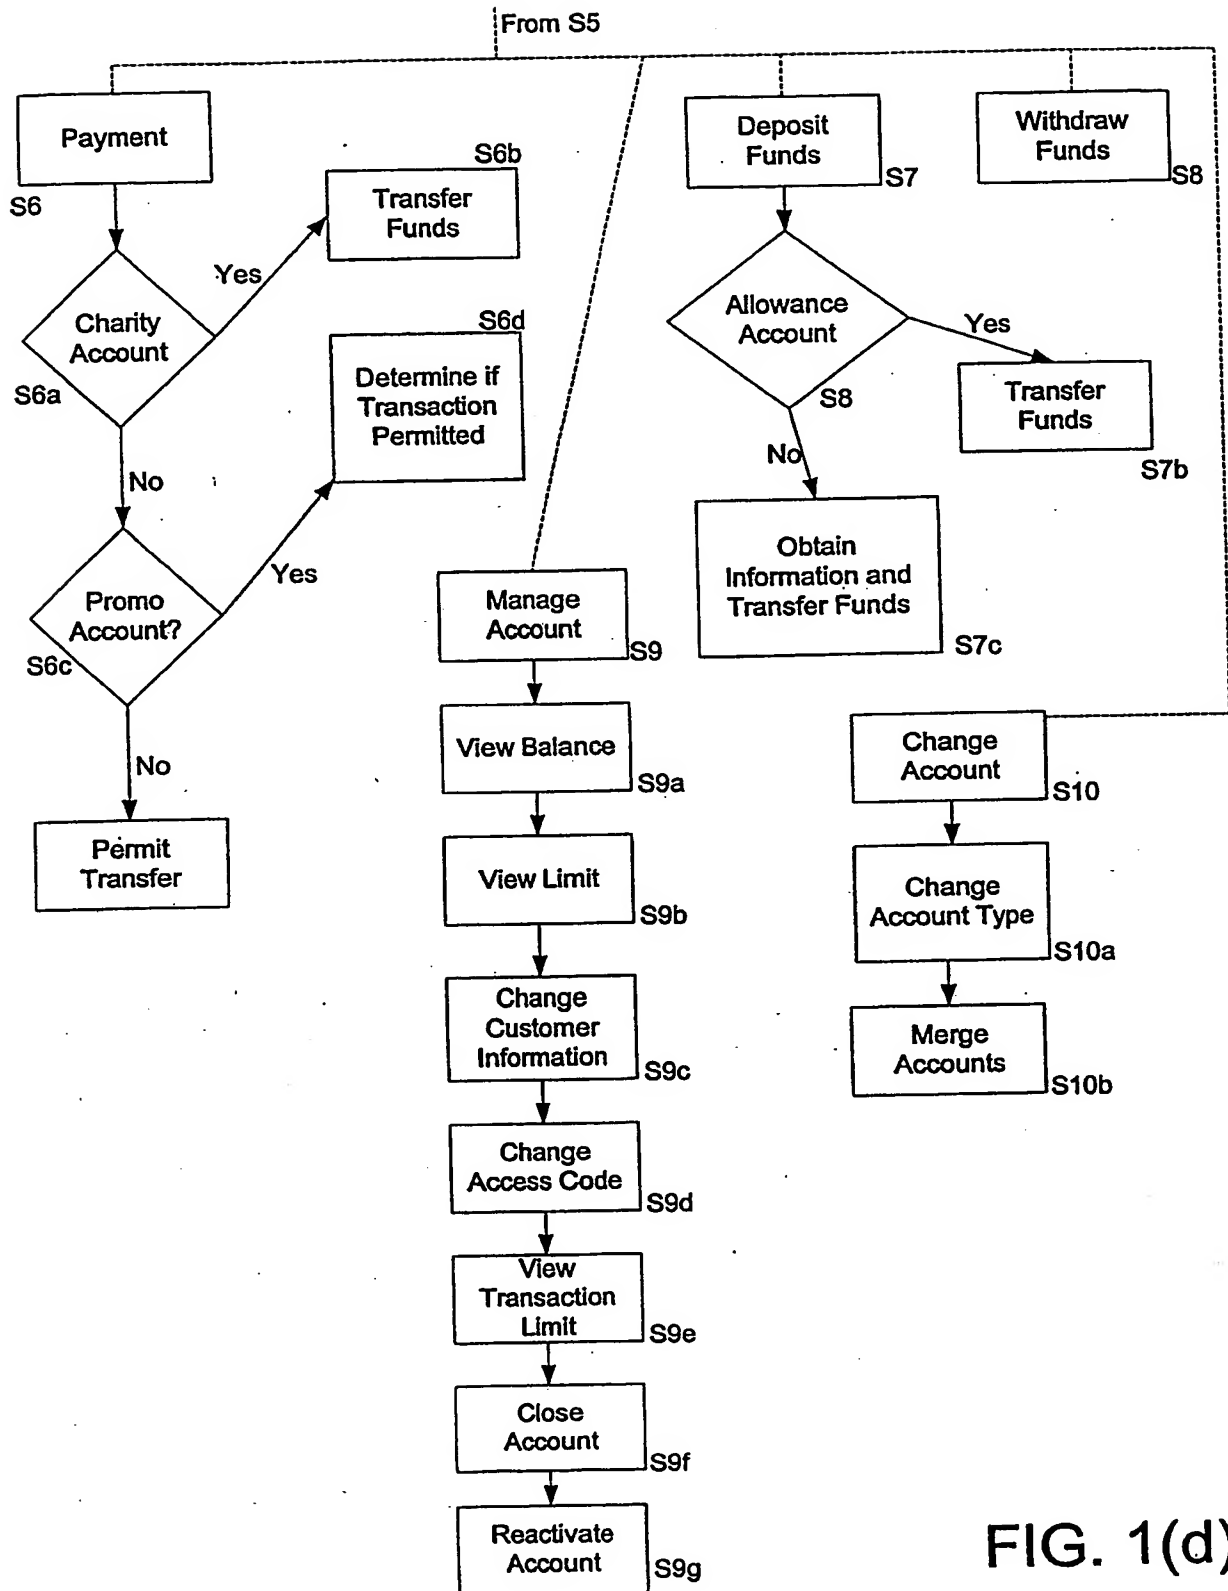 From S5
Payment
S6
Charity
Account
S6a
Yes
S6b
Transfer
Funds
No
Promo
Account?
S6c
Yes
S6d
Determine if
Transaction
Permitted
No
Permit
Transfer
Manage
Account
S9
View Balance
S9a
View Limit
S9b
Change
Customer
Information
S9c
Change
Access Code
S9d
View
Transaction
Limit
S9e
Close
Account
S9f
Reactivate
Account
S9g
Deposit
Funds
S7
Allowance
Account
S8
Yes
Transfer
Funds
S7b
No
Obtain
Information and
Transfer Funds
S7c
Withdraw
Funds
S8
Change
Account
S10
Change
Account Type
S10a
Merge
Accounts
S10b
FIG. 1(d)